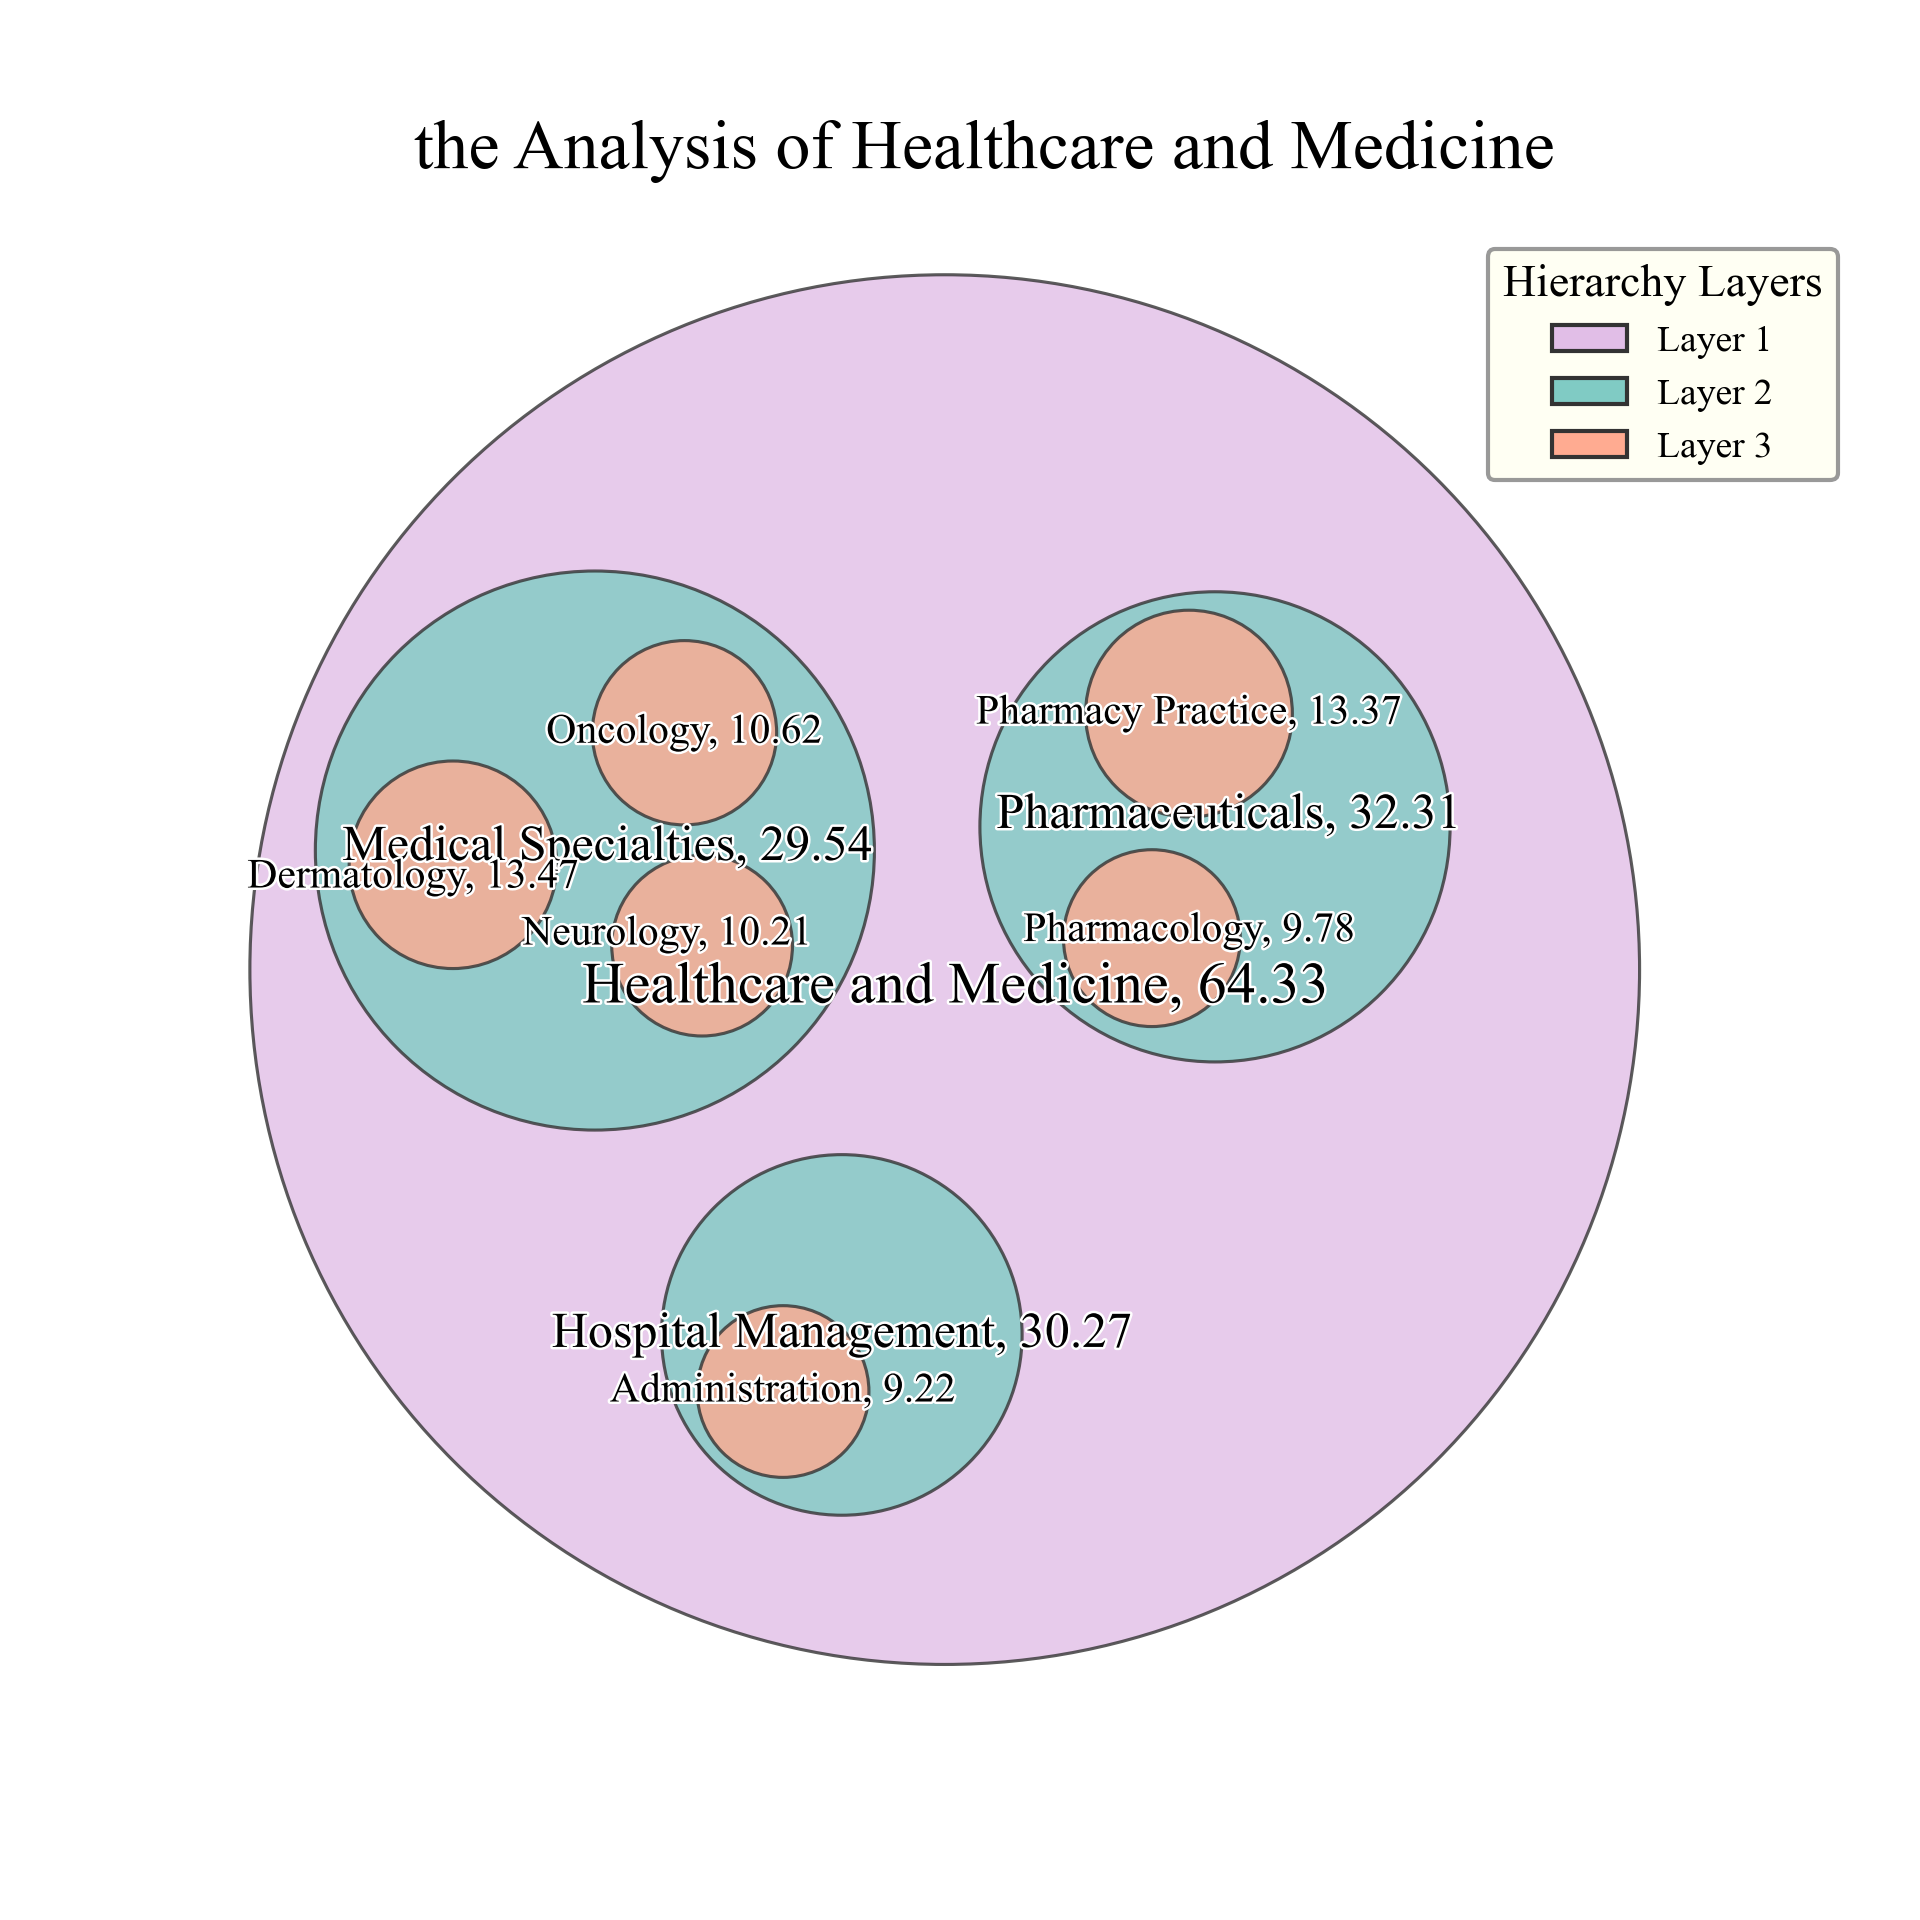 the Analysis of Healthcare and Medicine
Hierarchy Layers
Layer 1
Layer 2
Layer 3
Oncology, 10.62
Pharmacy Practice, 13.37
Pharmaceuticals, 32.31
Medical Specialties, 29.54
Dermatology, 13.47
Neurology, 10.21
Pharmacology, 9.78
Healthcare and Medicine, 64.33
Hospital Management, 30.27
Administration, 9.22